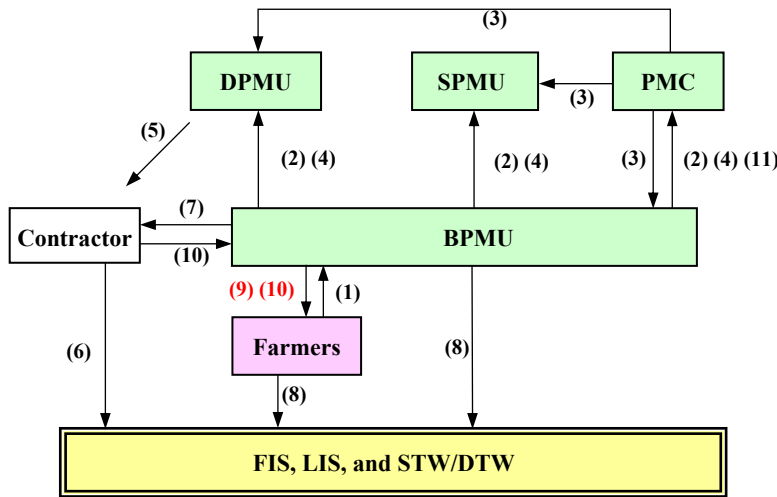 (3)
DPMU
SPMU
PMC
(3)
(5)
(2) (4)
(2) (4)
(3)
(2) (4) (11)
(7)
Contractor
BPMU
(10)
(9) (10)
(1)
(6)
Farmers
(8)
(8)
FIS, LIS, and STW/DTW